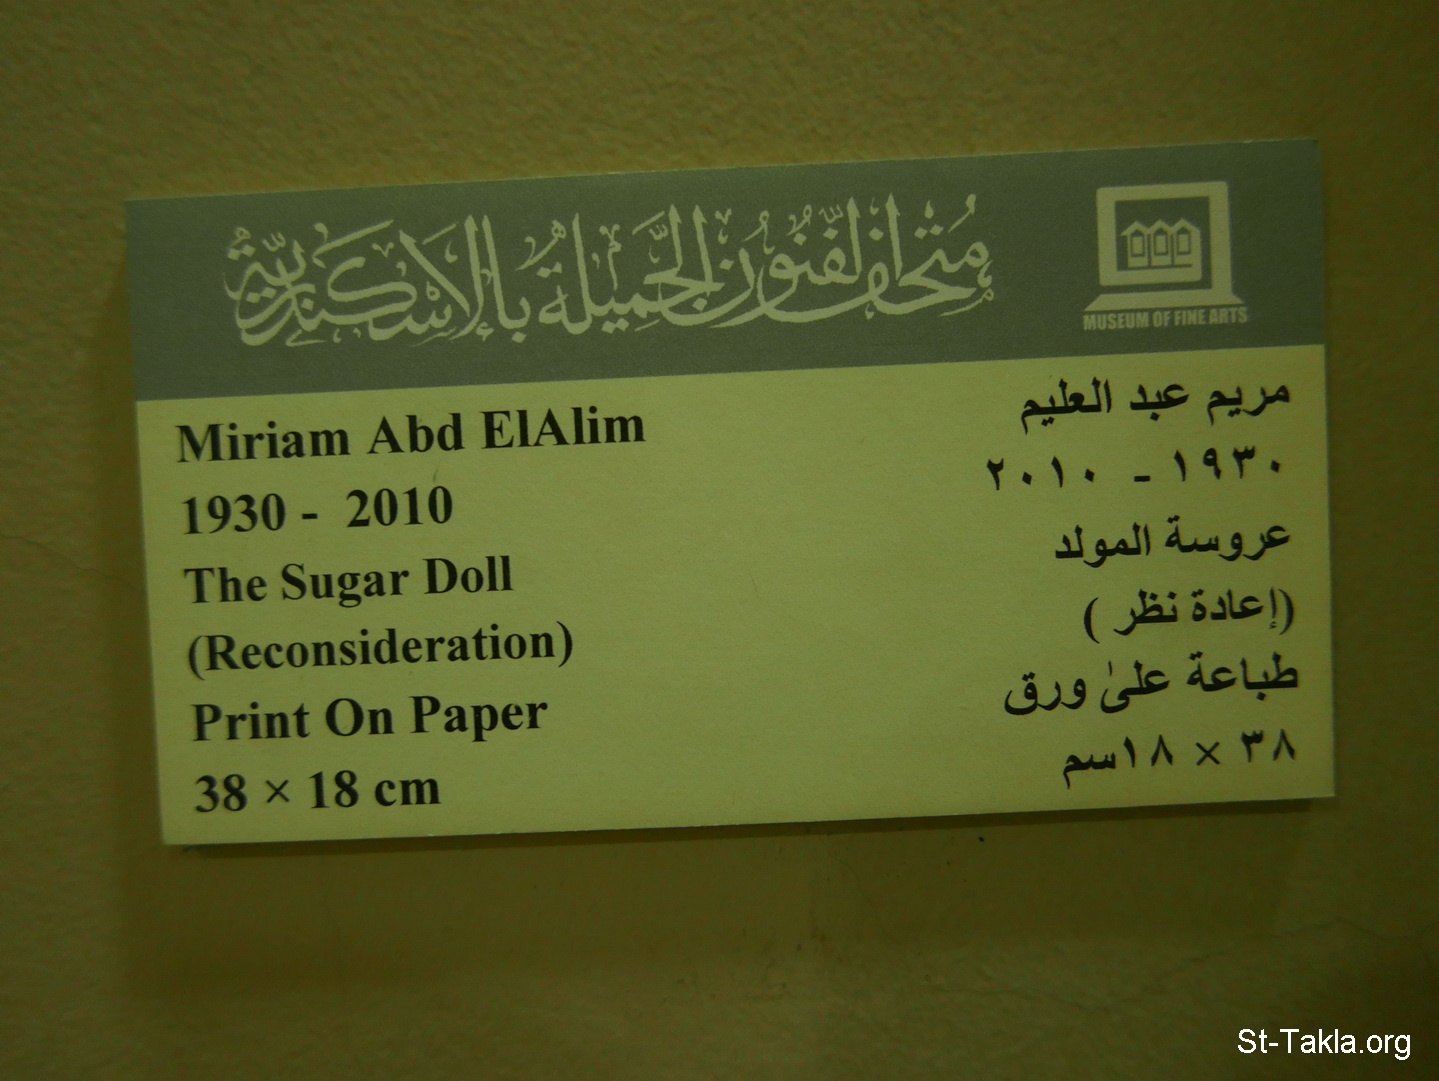 متحف الفنون الجميلة بالإسكندرية
MUSEUM OF FINE ARTS
Miriam Abd ElAlim
1930 - 2010
The Sugar Doll
(Reconsideration)
Print On Paper
38 × 18 cm
مريم عبد العليم
١٩٣٠ - ٢٠١٠
عروسة المولد
(إعادة نظر )
طباعة على ورق
٣٨ × ١٨سم
St-Takla.org